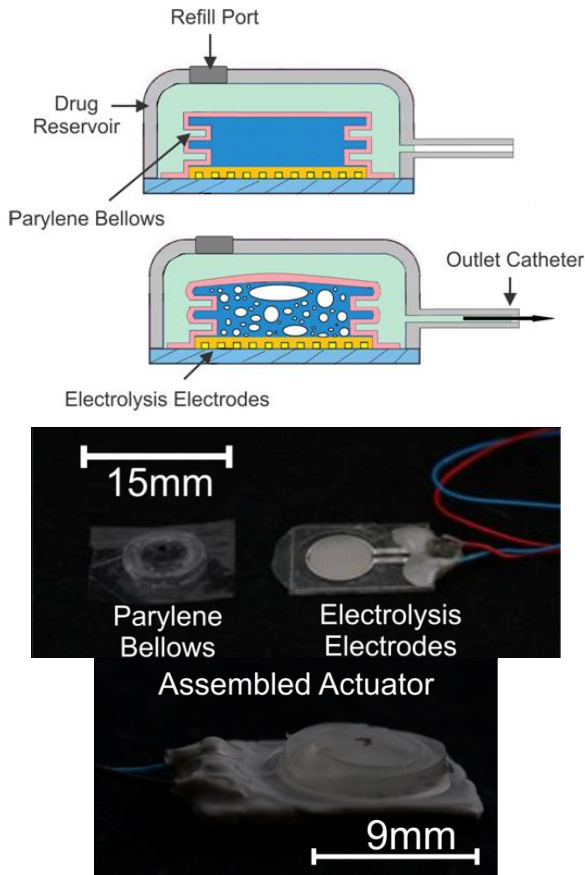 Refill Port
Drug
Reservoir
Parylene Bellows
Outlet Catheter
Electrolysis Electrodes
15mm
Parylene
Bellows
Electrolysis
Electrodes
Assembled Actuator
9mm